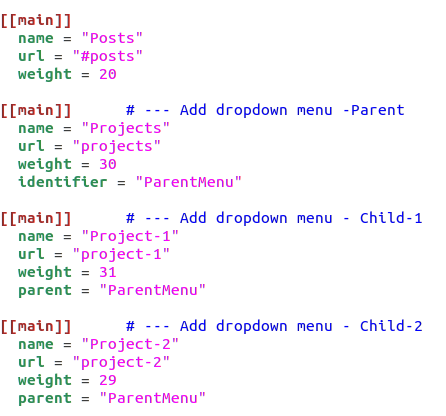 [[main]]
  name = "Posts"
  url = "#posts"
  weight = 20

[[main]]      # --- Add dropdown menu -Parent
  name = "Projects"
  url = "projects"
  weight = 30
  identifier = "ParentMenu"

[[main]]      # --- Add dropdown menu - Child-1
  name = "Project-1"
  url = "project-1"
  weight = 31
  parent = "ParentMenu"

[[main]]      # --- Add dropdown menu - Child-2
  name = "Project-2"
  url = "project-2"
  weight = 29
  parent = "ParentMenu"